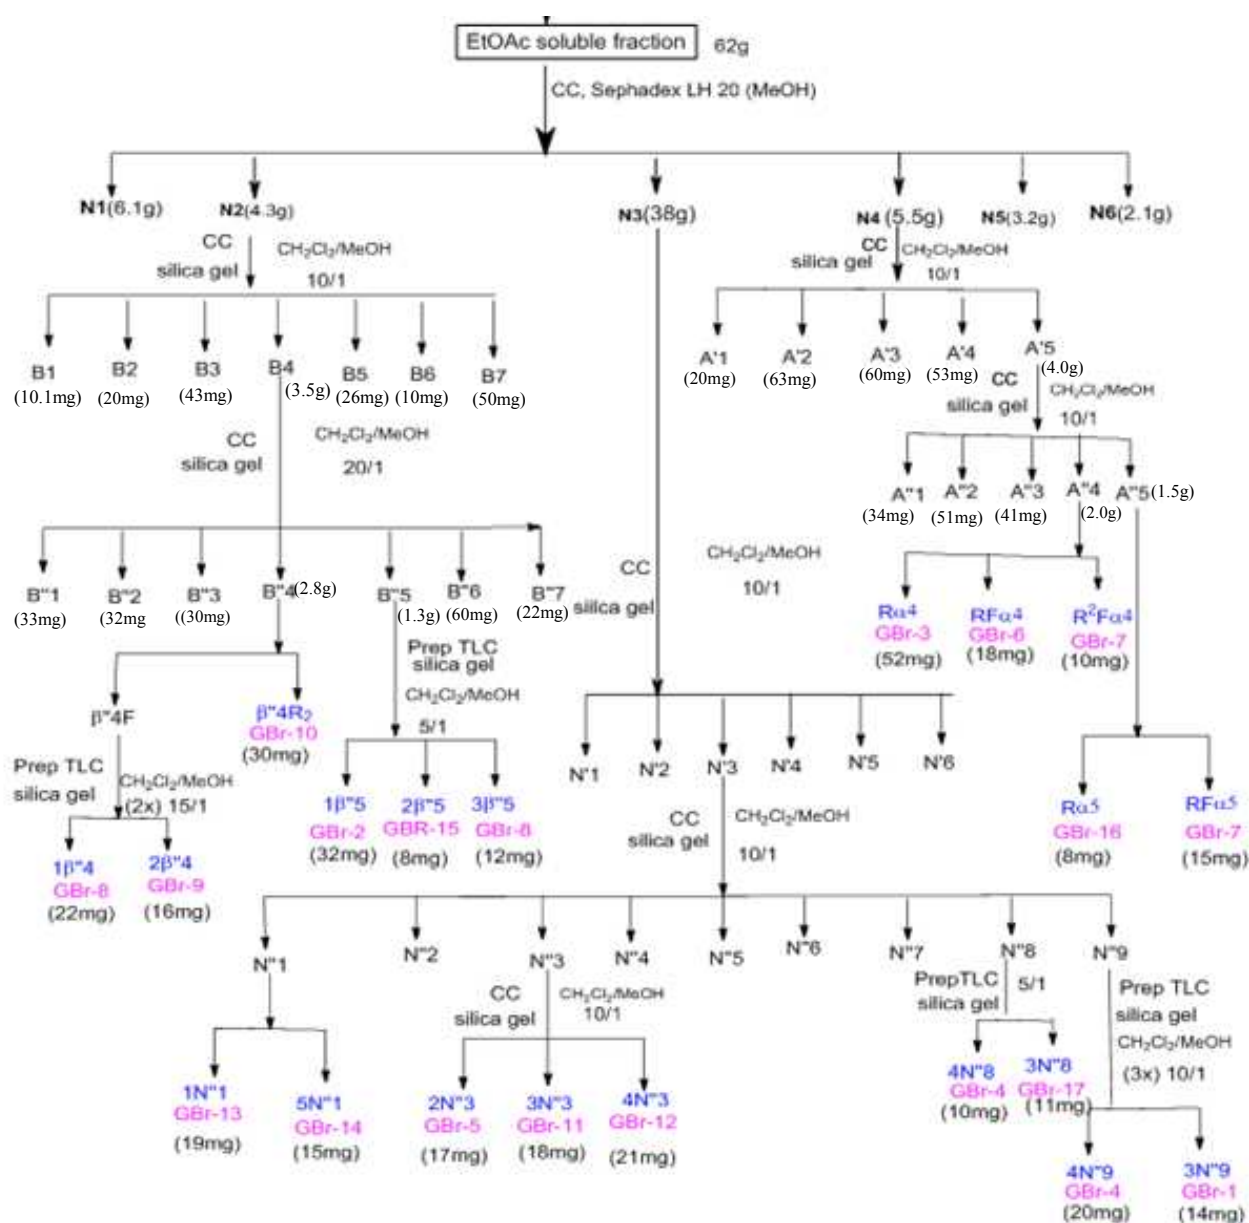 EtOAc soluble fraction 62g
CC, Sephadex LH 20 (MeOH)
N1(6.1g) N2(4.3g) N3(38g) N4 (5.5g) N5(3.2g) N6(2.1g)
CC
silica gel
CH₂Cl₂/MeOH
10/1
silica gel CC
CH₂Cl₂/MeOH
10/1
B1 B2 B3 B4 B5 B6 B7
(10.1mg) (20mg) (43mg) (3.5g) (26mg) (10mg) (50mg)
A'1 A'2 A'3 A'4 A'5
(20mg) (63mg) (60mg) (53mg) (4.0g)
CC
silica gel
CH₂Cl₂/MeOH
20/1
CC
silica gel
CH₂Cl₂/MeOH
10/1
A"1 A"2 A"3 A"4 A"5 (1.5g)
(34mg) (51mg) (41mg) (2.0g)
B"1 B"2 B"3 B"4 (2.8g) B"5 B"6 B"7
(33mg) (32mg ((30mg) (1.3g) (60mg) (22mg)
CC
silica gel
CH₂Cl₂/MeOH
10/1
Rα4 RFα4 R²Fα4
GBr-3 GBr-6 GBr-7
(52mg) (18mg) (10mg)
Prep TLC
silica gel
CH₂Cl₂/MeOH
5/1
β"4F β"4R₂
GBr-10
(30mg)
Prep TLC
silica gel
CH₂Cl₂/MeOH
(2x) 15/1
1β"5 2β"5 3β"5
GBr-2 GBR-15 GBr-8
(32mg) (8mg) (12mg)
N'1 N'2 N'3 N'4 N'5 N'6
Rα5 RFα5
GBr-16 GBr-7
(8mg) (15mg)
1β"4 2β"4
GBr-8 GBr-9
(22mg) (16mg)
CC
silica gel
CH₂Cl₂/MeOH
10/1
N"1 N"2 N"3 N"4 N"5 N"6 N"7 N"8 N"9
CC
silica gel
CH₂Cl₂/MeOH
10/1
PrepTLC
silica gel
5/1
Prep TLC
silica gel
CH₂Cl₂/MeOH
(3x) 10/1
1N"1 5N"1
GBr-13 GBr-14
(19mg) (15mg)
2N"3 3N"3 4N"3
GBr-5 GBr-11 GBr-12
(17mg) (18mg) (21mg)
4N"8 3N"8
GBr-4 GBr-17
(10mg) (11mg)
4N"9 3N"9
GBr-4 GBr-1
(20mg) (14mg)